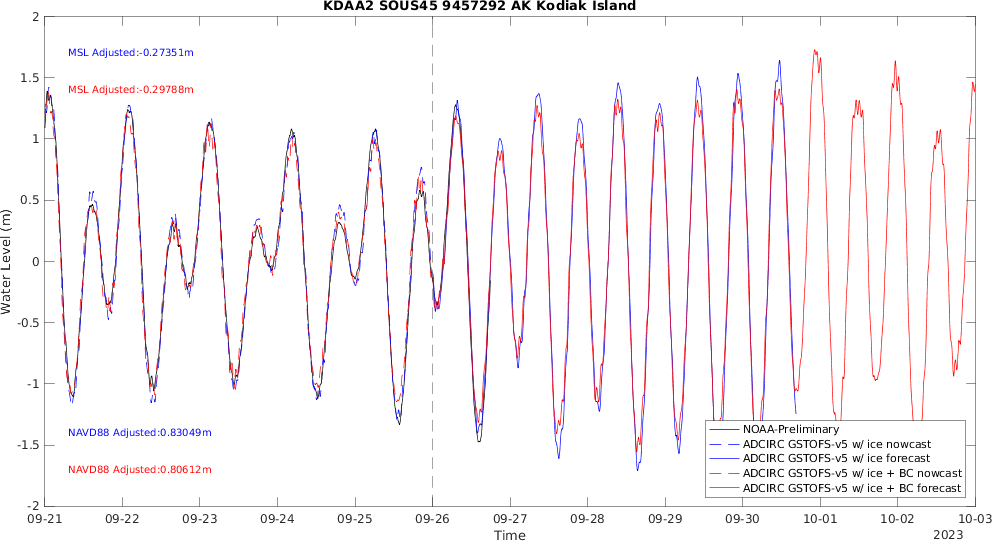 KDAA2 SOUS45 9457292 AK Kodiak Island
2
1.5
1
0.5
0
-0.5
-1
-1.5
-2
Water Level (m)
MSL Adjusted:-0.27351m
MSL Adjusted:-0.29788m
NAVD88 Adjusted:0.83049m
NAVD88 Adjusted:0.80612m
NOAA-Preliminary
ADCIRC GSTOFS-v5 w/ ice nowcast
ADCIRC GSTOFS-v5 w/ ice forecast
ADCIRC GSTOFS-v5 w/ ice + BC nowcast
ADCIRC GSTOFS-v5 w/ ice + BC forecast
09-21 09-22 09-23 09-24 09-25 09-26 09-27 09-28 09-29 09-30 10-01 10-02 10-03
Time
2023